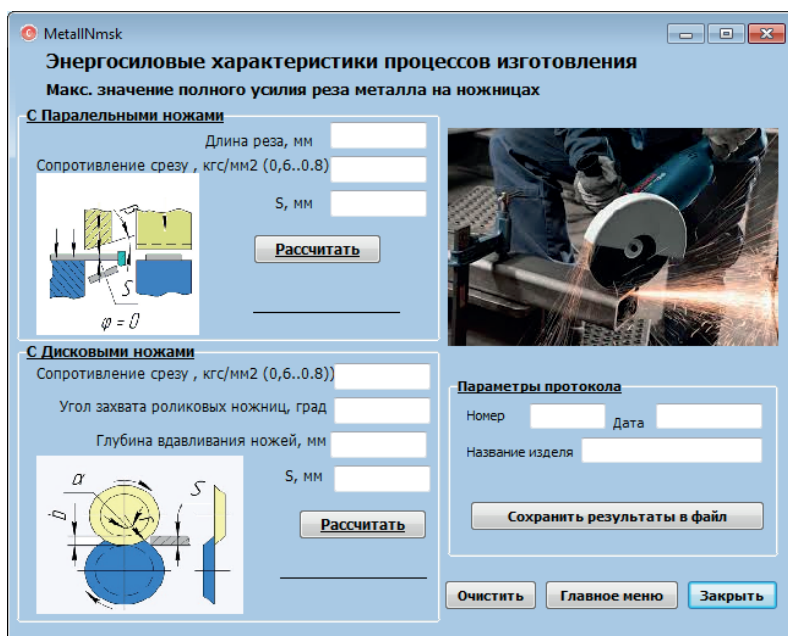 MetallNmsk
Энергосиловые характеристики процессов изготовления
Макс. значение полного усилия реза металла на ножницах
С Паралельными ножами
Длина реза, мм
Сопротивление срезу , кгс/мм2 (0,6..0.8)
S, мм
Рассчитать
S
φ = 0
С Дисковыми ножами
Сопротивление срезу , кгс/мм2 (0,6..0.8))
Угол захвата роликовых ножниц, град
Глубина вдавливания ножей, мм
S, мм
Рассчитать
α
S
b
Параметры протокола
Номер
Дата
Название изделя
Сохранить результаты в файл
Очистить
Главное меню
Закрыть